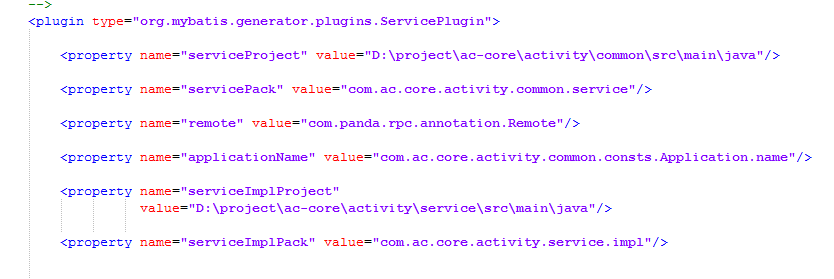 -->
<plugin type="org.mybatis.generator.plugins.ServicePlugin">
<property name="serviceProject" value="D:\project\ac-core\activity\common\src\main\java"/>
<property name="servicePack" value="com.ac.core.activity.common.service"/>
<property name="remote" value="com.panda.rpc.annotation.Remote"/>
<property name="applicationName" value="com.ac.core.activity.common.consts.Application.name"/>
<property name="serviceImplProject"
value="D:\project\ac-core\activity\service\src\main\java"/>
<property name="serviceImplPack" value="com.ac.core.activity.service.impl"/>